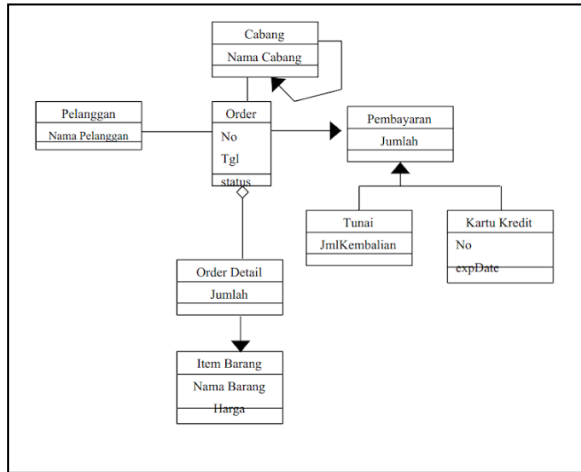 Cabang
Nama Cabang
Pelanggan
Nama Pelanggan
Order
No
Tgl
status
Pembayaran
Jumlah
Tunai
JmlKembalian
Kartu Kredit
No
expDate
Order Detail
Jumlah
Item Barang
Nama Barang
Harga